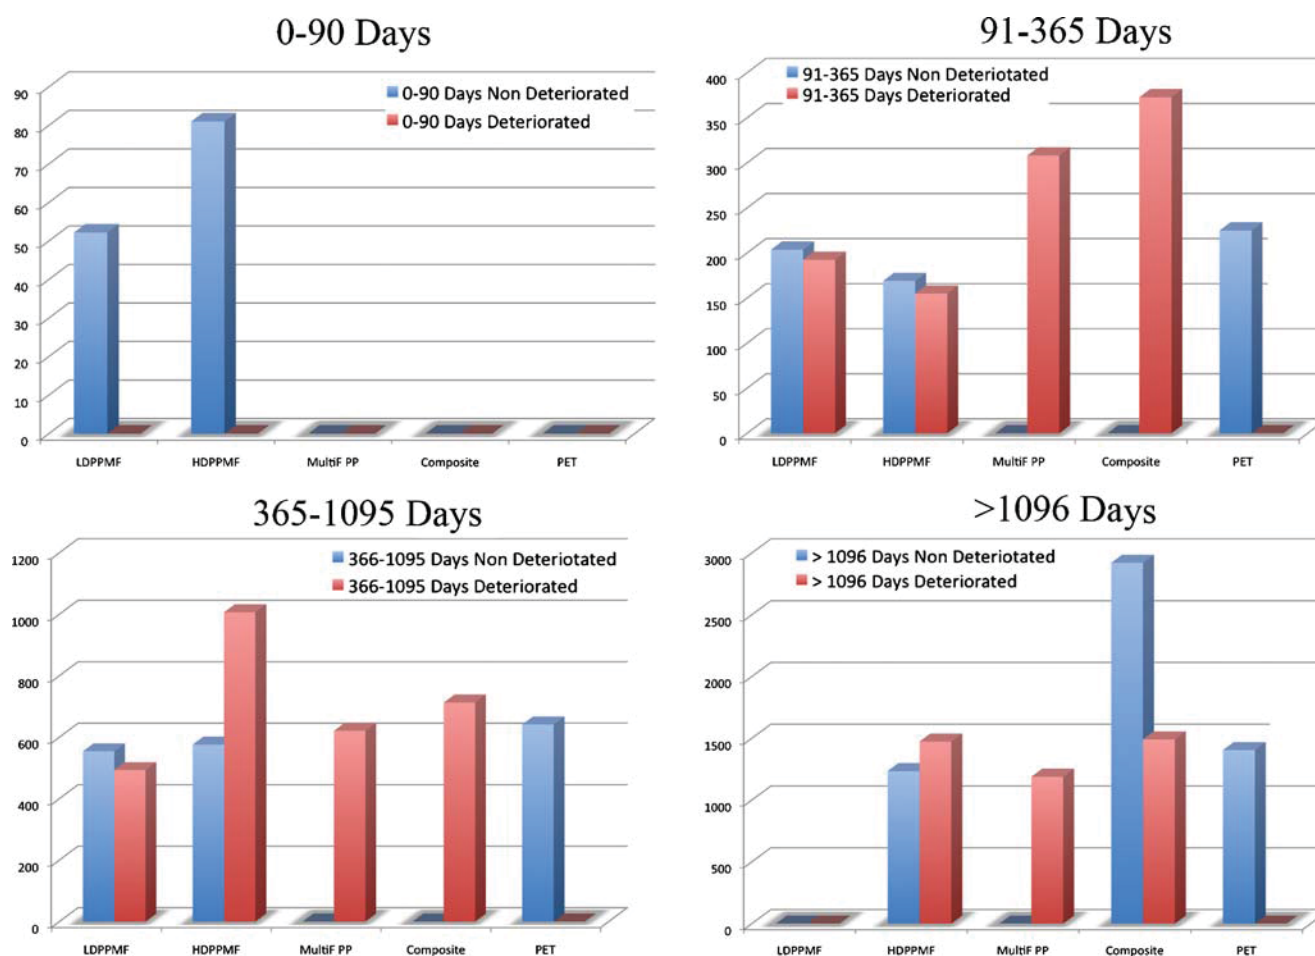 0-90 Days
90
80
70
60
50
40
30
20
10
0
0-90 Days Non Deteriorated
0-90 Days Deteriorated
LDPPMF HDPPMF MultiF PP Composite PET
91-365 Days
400
350
300
250
200
150
100
50
0
91-365 Days Non Deteriotated
91-365 Days Deteriorated
LDPPMF HDPPMF MultiF PP Composite PET
365-1095 Days
1200
1000
800
600
400
200
0
366-1095 Days Non Deteriotated
366-1095 Days Deteriorated
LDPPMF HDPPMF MultiF PP Composite PET
>1096 Days
3000
2500
2000
1500
1000
500
0
> 1096 Days Non Deteriotated
> 1096 Days Deteriorated
LDPPMF HDPPMF MultiF PP Composite PET